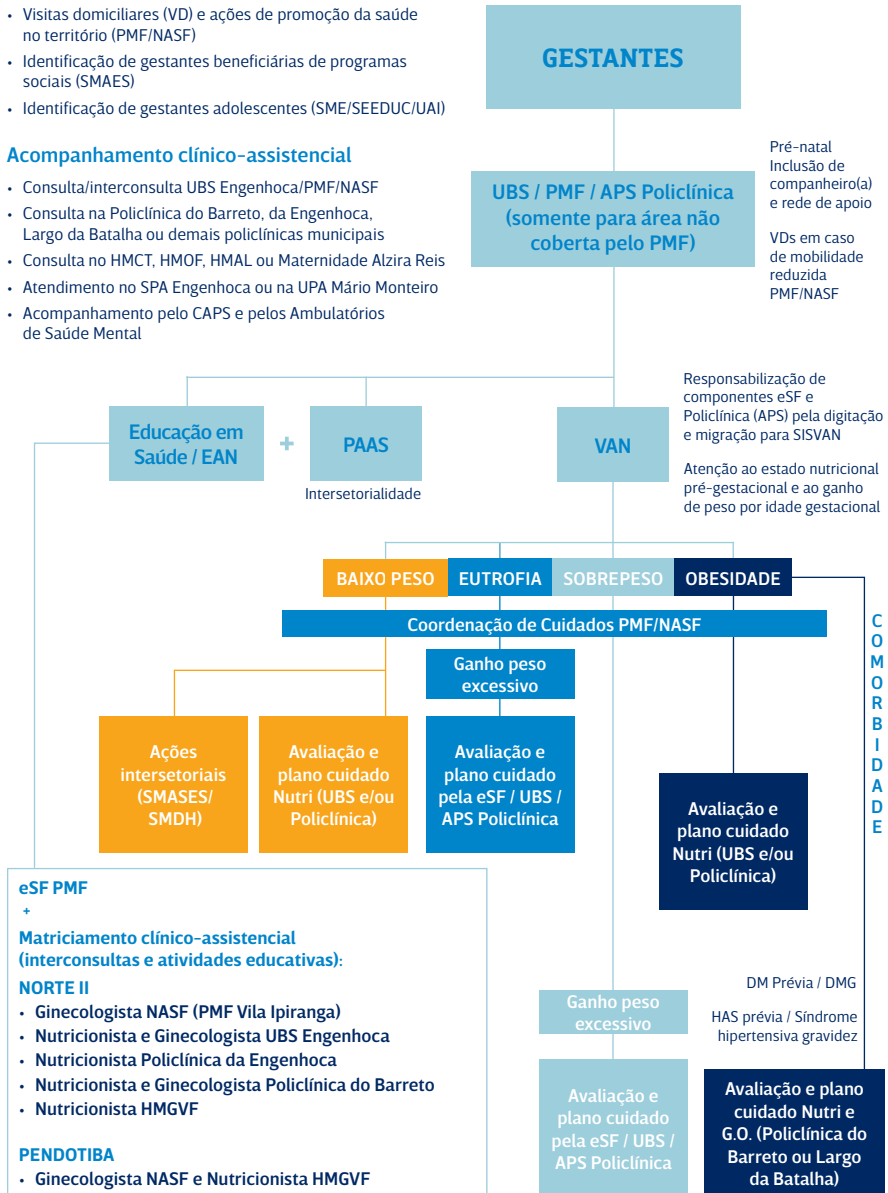 • Visitas domiciliares (VD) e ações de promoção da saúde
no território (PMF/NASF)
• Identificação de gestantes beneficiárias de programas
sociais (SMAES)
• Identificação de gestantes adolescentes (SME/SEEDUC/UAI)
Acompanhamento clínico-assistencial
• Consulta/interconsulta UBS Engenhoca/PMF/NASF
• Consulta na Policlínica do Barreto, da Engenhoca,
Largo da Batalha ou demais policlínicas municipais
• Consulta no HMCT, HMOF, HMAL ou Maternidade Alzira Reis
• Atendimento no SPA Engenhoca ou na UPA Mário Monteiro
• Acompanhamento pelo CAPS e pelos Ambulatórios
de Saúde Mental
GESTANTES
UBS / PMF / APS Policlínica
(somente para área não
coberta pelo PMF)
Pré-natal
Inclusão de
companheiro(a)
e rede de apoio
VDs em caso
de mobilidade
reduzida
PMF/NASF
Educação em
Saúde / EAN
+
PAAS
Intersetorialidade
VAN
Responsabilização de
componentes eSF e
Policlínica (APS) pela digitação
e migração para SISVAN
Atenção ao estado nutricional
pré-gestacional e ao ganho
de peso por idade gestacional
BAIXO PESO
EUTROFIA
SOBREPESO
OBESIDADE
COMORBIDADE
Coordenação de Cuidados PMF/NASF
Ganho peso
excessivo
Ações
intersetoriais
(SMASES/
SMDH)
Avaliação e
plano cuidado
Nutri (UBS e/ou
Policlínica)
Avaliação e
plano cuidado
pela eSF / UBS /
APS Policlínica
Avaliação e
plano cuidado
Nutri (UBS e/ou
Policlínica)
eSF PMF
+
Matriciamento clínico-assistencial
(interconsultas e atividades educativas):
NORTE II
• Ginecologista NASF (PMF Vila Ipiranga)
• Nutricionista e Ginecologista UBS Engenhoca
• Nutricionista Policlínica da Engenhoca
• Nutricionista e Ginecologista Policlínica do Barreto
• Nutricionista HMGVF
PENDOTIBA
• Ginecologista NASF e Nutricionista HMGVF
Ganho peso
excessivo
Avaliação e
plano cuidado
pela eSF / UBS /
APS Policlínica
DM Prévia / DMG
HAS prévia / Síndrome
hipertensiva gravidez
Avaliação e plano
cuidado Nutri e
G.O. (Policlínica do
Barreto ou Largo
da Batalha)